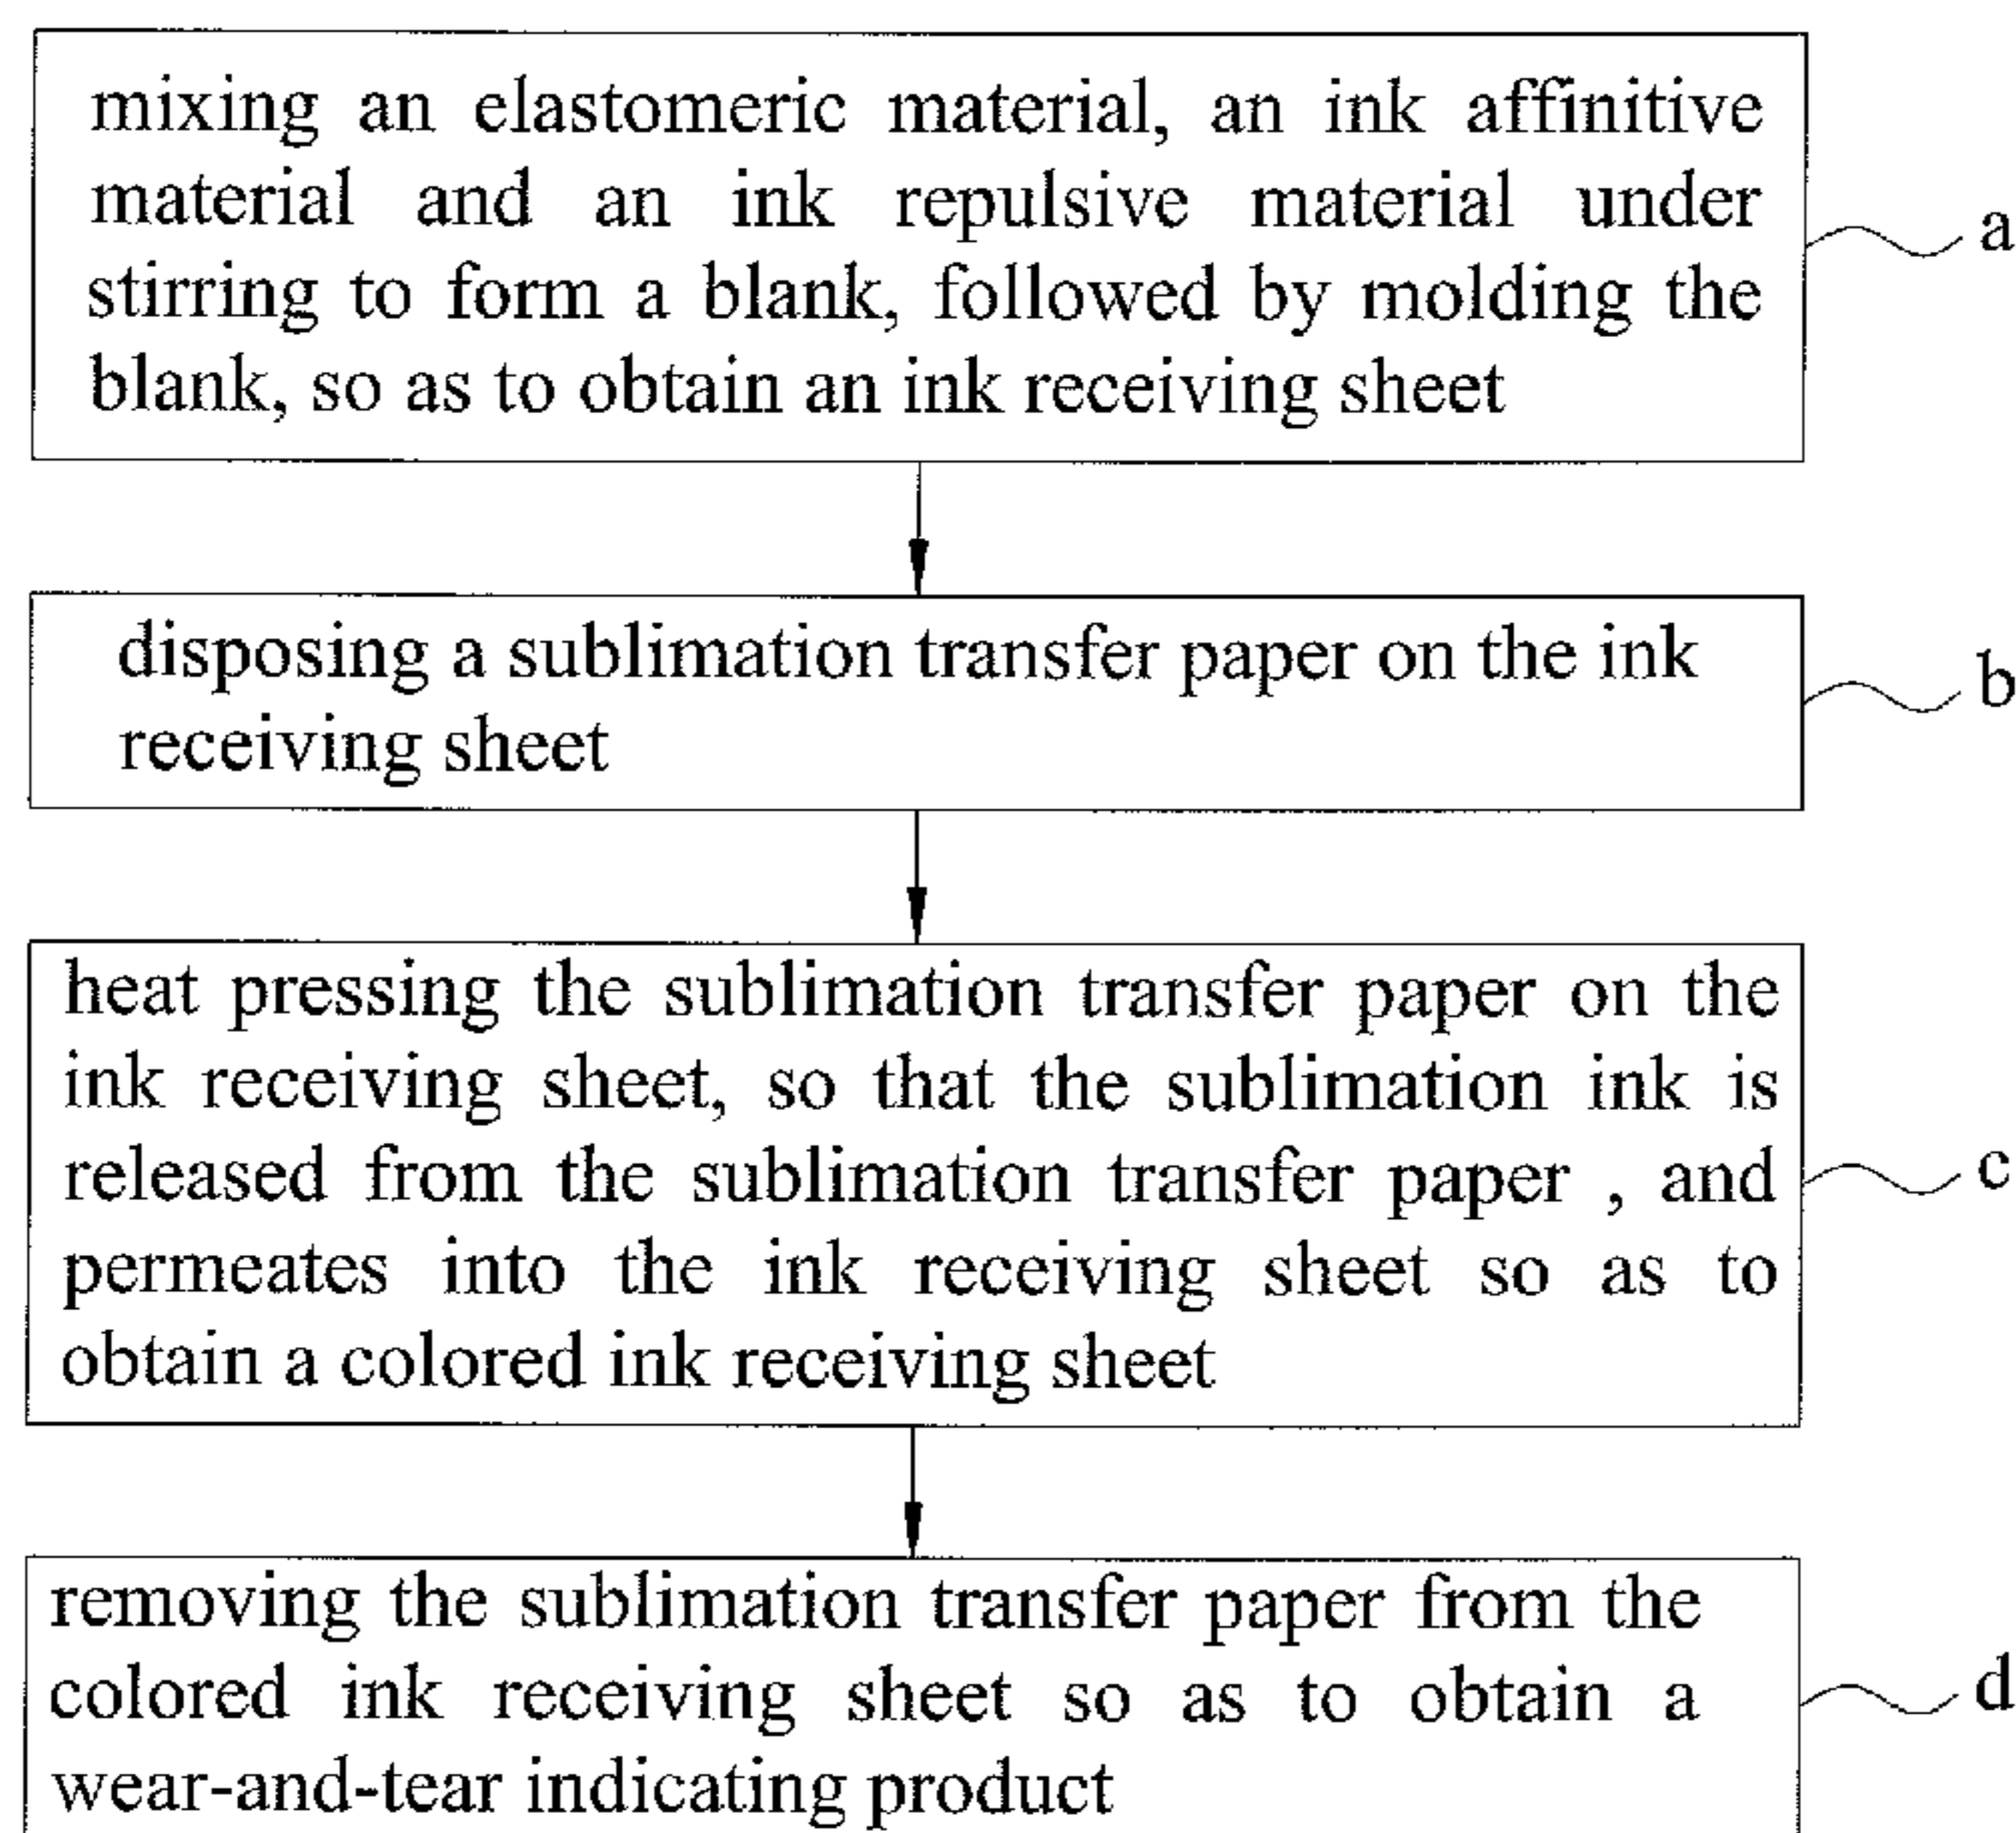 mixing an elastomeric material, an ink affinitive
material and an ink repulsive material under
stirring to form a blank, followed by molding the
blank, so as to obtain an ink receiving sheet
a
disposing a sublimation transfer paper on the ink
receiving sheet
b
heat pressing the sublimation transfer paper on the
ink receiving sheet, so that the sublimation ink is
released from the sublimation transfer paper , and
permeates into the ink receiving sheet so as to
obtain a colored ink receiving sheet
c
removing the sublimation transfer paper from the
colored ink receiving sheet so as to obtain a
wear-and-tear indicating product
d